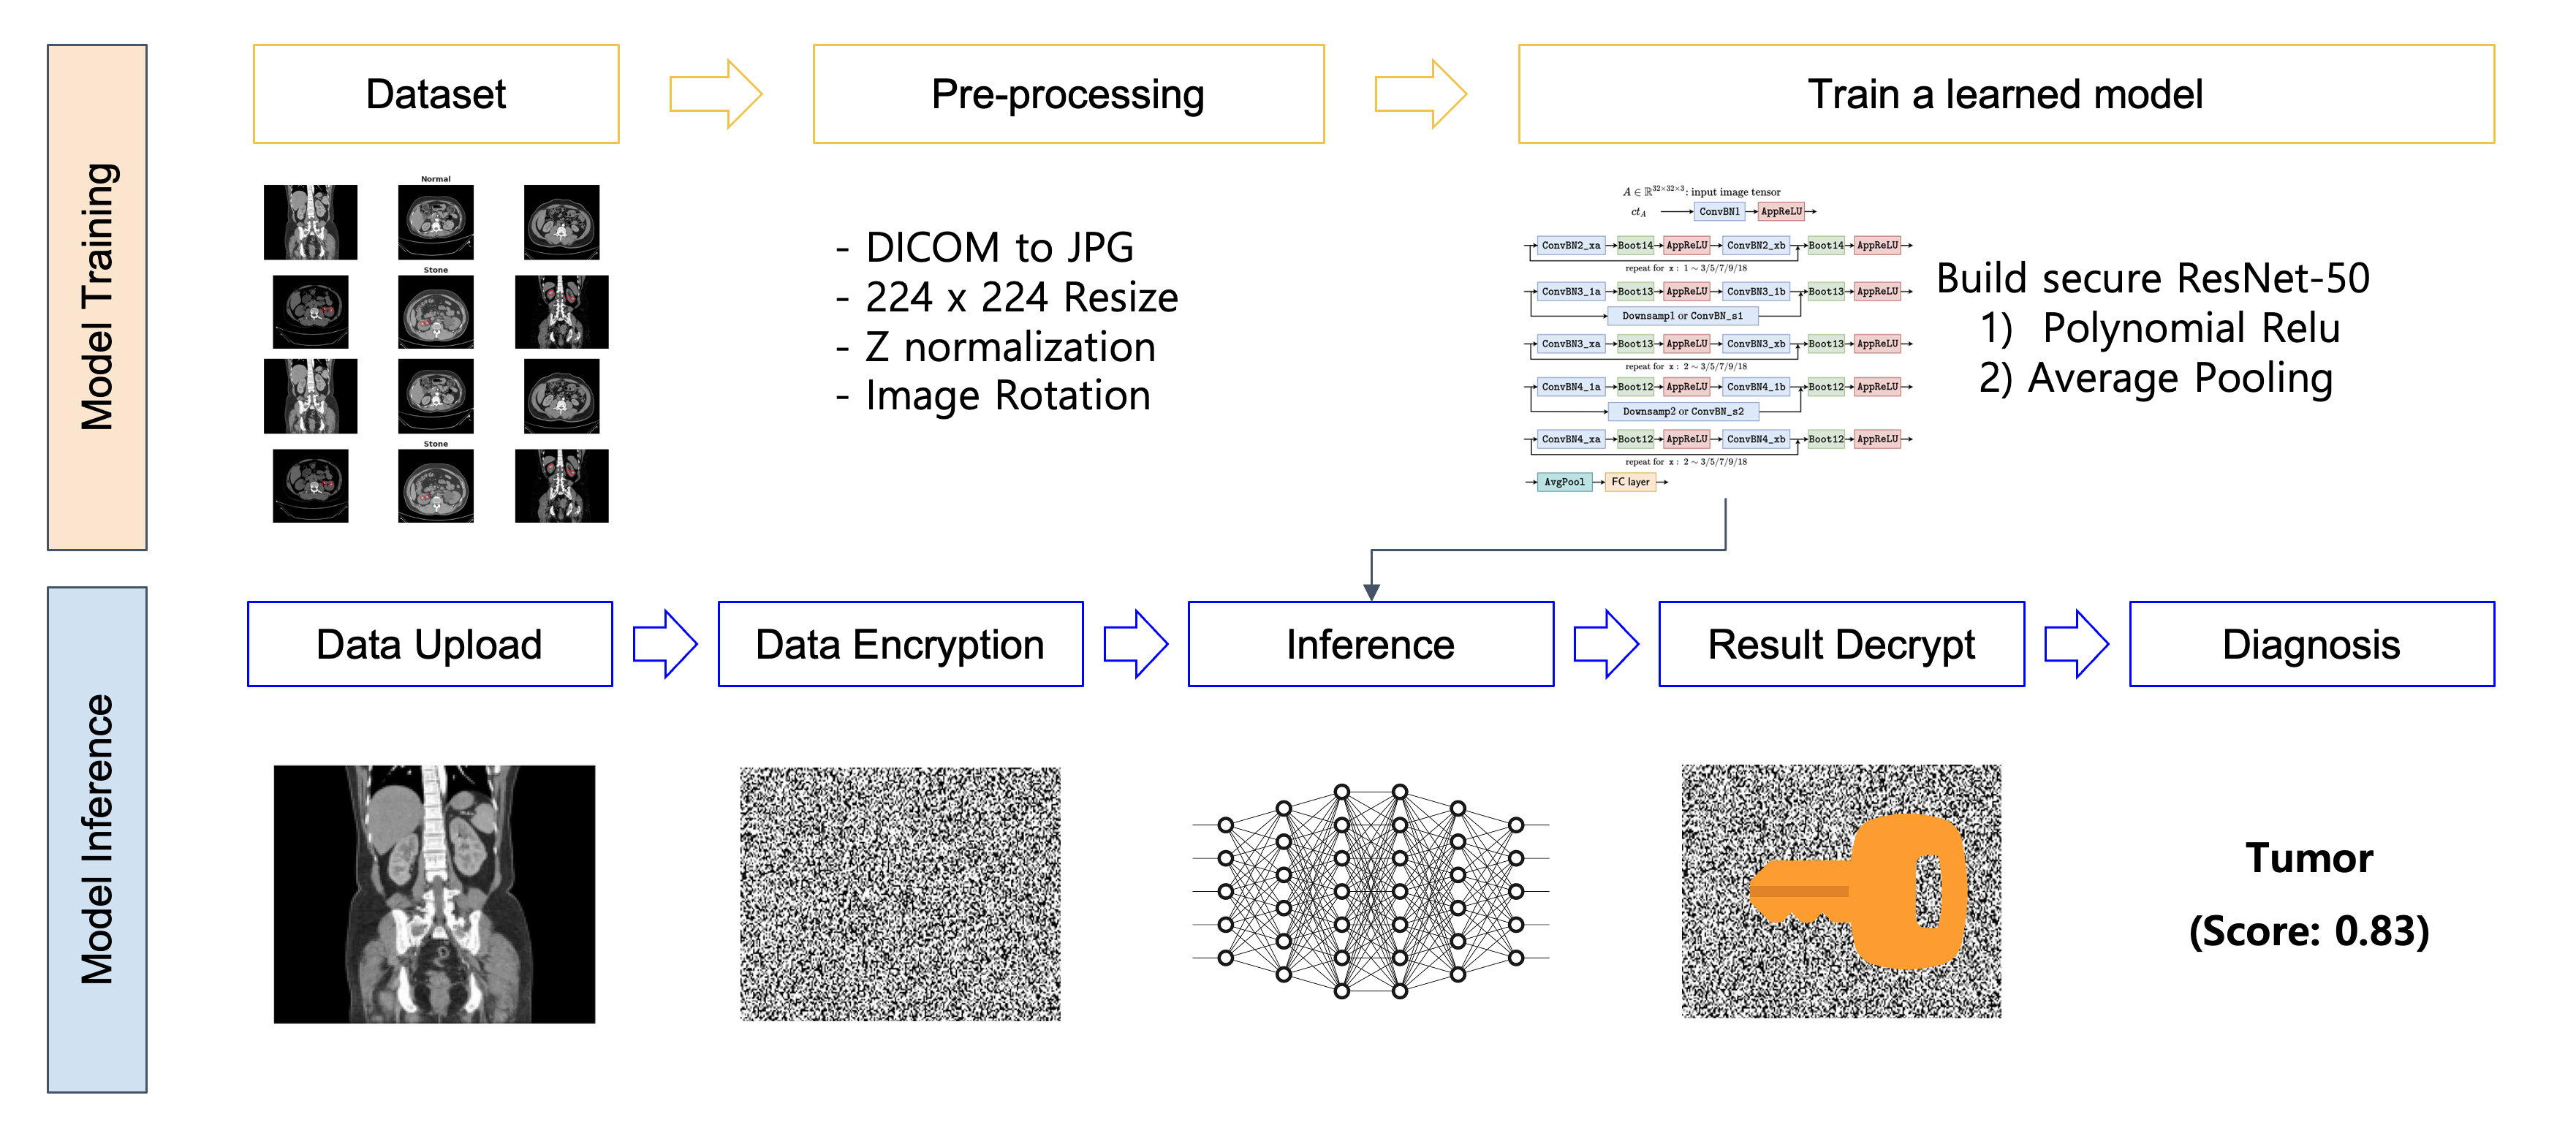 Model Training
Dataset
Pre-processing
Train a learned model
Normal
Stone
Stone
- DICOM to JPG
- 224 x 224 Resize
- Z normalization
- Image Rotation
A ∈ ℝ^{32×32×3}: input image tensor
ct_A ConvBN1 AppReLU
ConvBN2_xa Boot14 AppReLU ConvBN2_xb Boot14 AppReLU
repeat for x : 1 ~ 3/5/7/9/18
ConvBN3_1a Boot13 AppReLU ConvBN3_1b Boot13 AppReLU
Downsamp1 or ConvBN_s1
ConvBN3_xa Boot13 AppReLU ConvBN3_xb Boot13 AppReLU
repeat for x : 2 ~ 3/5/7/9/18
ConvBN4_1a Boot12 AppReLU ConvBN4_1b Boot12 AppReLU
Downsamp2 or ConvBN_s2
ConvBN4_xa Boot12 AppReLU ConvBN4_xb Boot12 AppReLU
repeat for x : 2 ~ 3/5/7/9/18
AvgPool FC layer
Build secure ResNet-50
1) Polynomial Relu
2) Average Pooling
Model Inference
Data Upload
Data Encryption
Inference
Result Decrypt
Diagnosis
Tumor
(Score: 0.83)